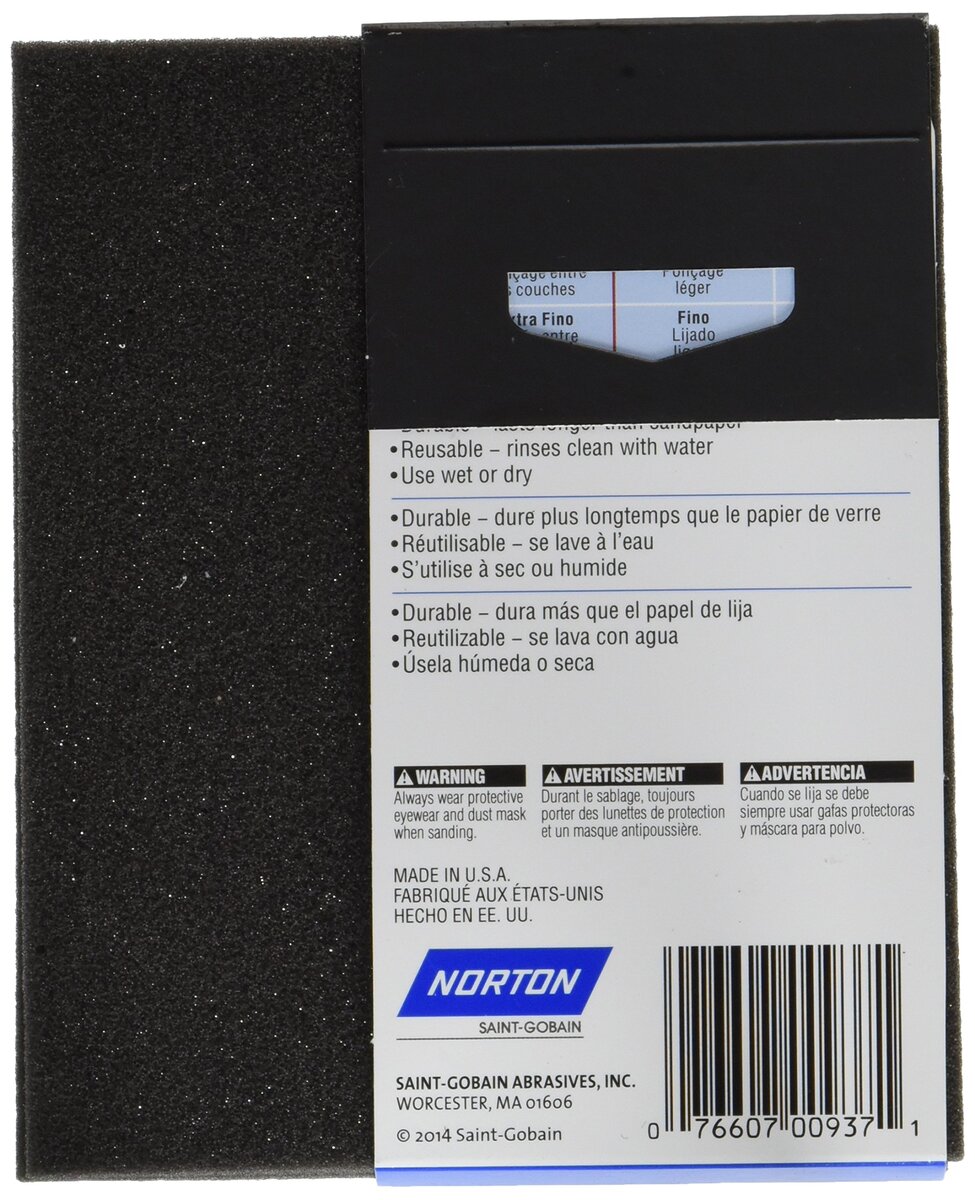 couches
léger
Fino
Fino
Lijado
• Reusable – rinses clean with water
• Use wet or dry
• Durable – dure plus longtemps que le papier de verre
• Réutilisable – se lave à l'eau
• S'utilise à sec ou humide
• Durable – dura más que el papel de lija
• Reutilizable – se lava con agua
• Úsela húmeda o seca
WARNING
Always wear protective
eyewear and dust mask
when sanding.
AVERTISSEMENT
Durant le sablage, toujours
porter des lunettes de protection
et un masque antipoussière.
ADVERTENCIA
Cuando se lija se debe
siempre usar gafas protectoras
y máscara para polvo.
MADE IN U.S.A.
FABRIQUÉ AUX ÉTATS-UNIS
HECHO EN EE. UU.
NORTON
SAINT-GOBAIN
SAINT-GOBAIN ABRASIVES, INC.
WORCESTER, MA 01606
© 2014 Saint-Gobain
0 76607 00937 1